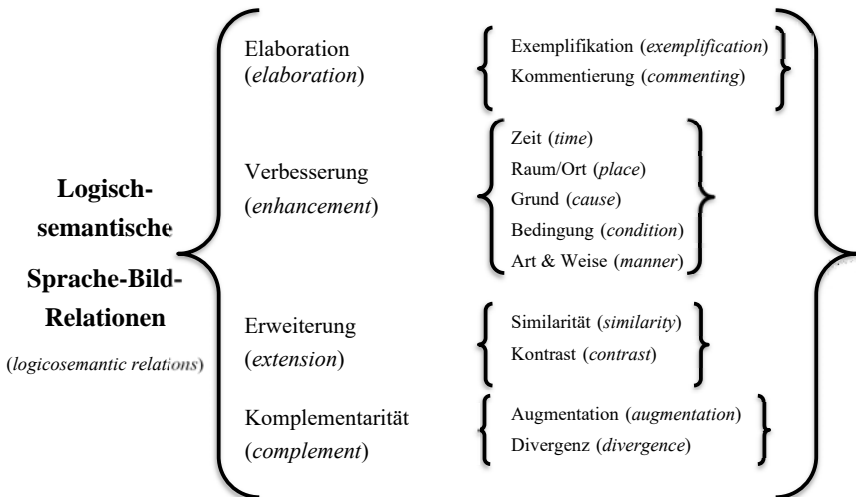 Logisch-
semantische
Sprache-Bild-
Relationen
(logicosemantic relations)
Elaboration
(elaboration)
Exemplifikation (exemplification)
Kommentierung (commenting)
Verbesserung
(enhancement)
Zeit (time)
Raum/Ort (place)
Grund (cause)
Bedingung (condition)
Art & Weise (manner)
Erweiterung
(extension)
Similarität (similarity)
Kontrast (contrast)
Komplementarität
(complement)
Augmentation (augmentation)
Divergenz (divergence)